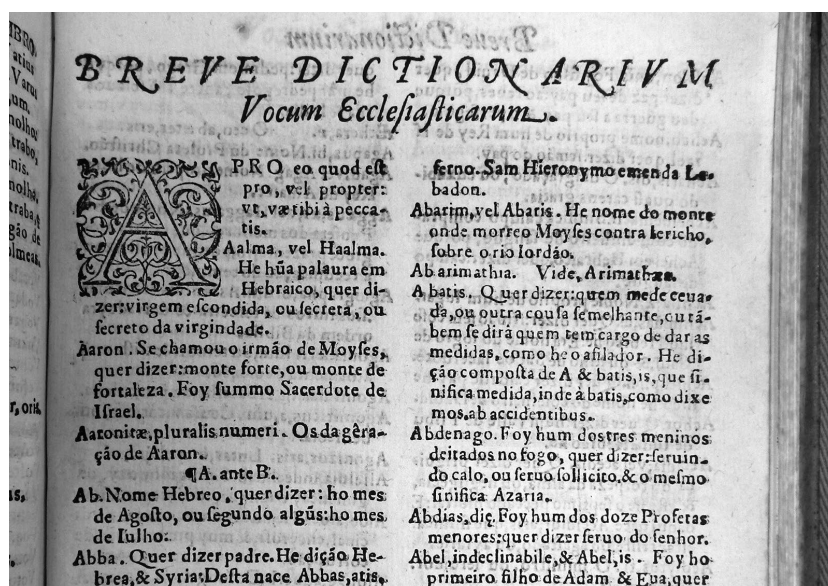 BREVE DICTIONARIVM
Vocum Ecclesiasticarum.
A PRO eo quod est
pro, vel propter:
vt, væ tibi à pecca-
tis.
Aalma, vel Haalma.
He hũa palaura em
Hebraico, quer di-
zer: virgem escondida, ou secreta, ou
secreto da virgindade.
Aaron. Se chamou o irmão de Moyses,
quer dizer: monte forte, ou monte de
fortaleza. Foy summo Sacerdote de
Israel.
Aaronitæ, pluralis numeri. Os da gêra-
ção de Aaron.
¶ A. ante B.
Ab. Nome Hebreo, quer dizer: ho mes
de Agosto, ou segundo algũs: ho mes
de Iulho.
Abba. Quer dizer padre. He dição He-
brea, & Syria: Desta nace Abbas, atis,
ferno. Sam Hieronymo emenda La-
badon.
Abarim, vel Abaris. He nome do monte
onde morreo Moyses contra Iericho,
sobre o rio Iordão.
Abarimathia. Vide, Arimathæa.
Abatis. Quer dizer: quem mede ceua-
da, ou outra cousa semelhante, ou tã-
bem se dirá quem tem cargo de dar as
medidas, como he o afilador. He di-
ção composta de A & batis, is, que si-
nifica medida, inde à batis, como dixe
mos, ab accidentibus.
Abdenago. Foy hum dos tres meninos
deitados no fogo, quer dizer: seruin-
do calo, ou seruo sollicito, & o mesmo
sinifica Azaria.
Abdias, dię. Foy hum dos doze Profetas
menores: quer dizer seruo do senhor.
Abel, indeclinabile, & Abel, is. Foy ho
primeiro filho de Adam & Eua, quer